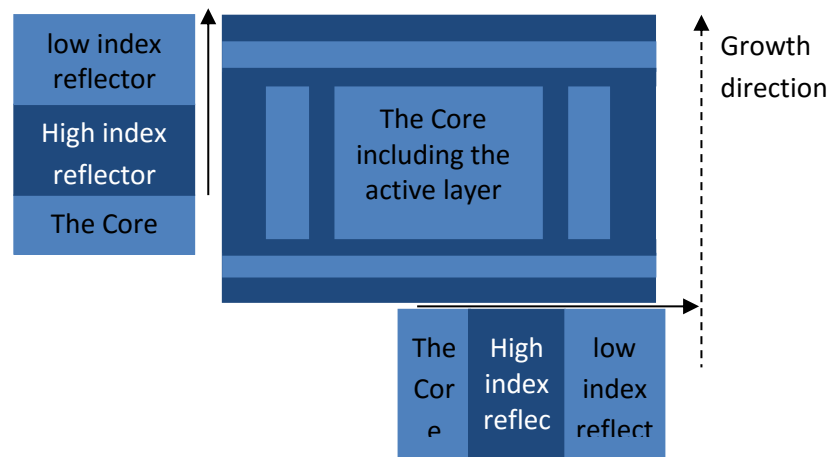 low index
reflector
High index
reflector
The Core
The Core
including the
active layer
Growth
direction
The
Cor
e
High
index
reflec
low
index
reflect